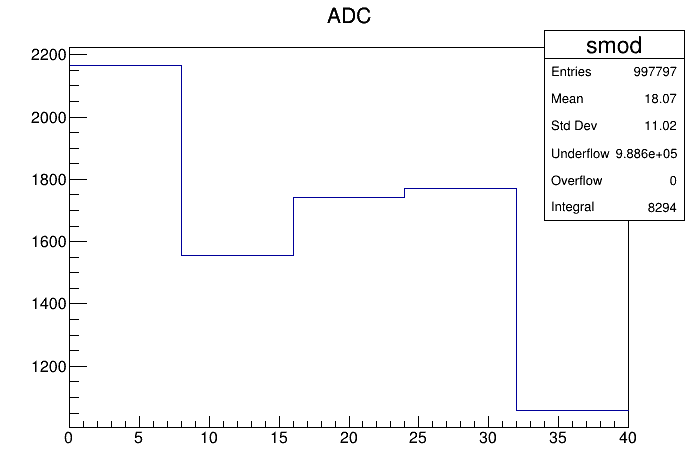 ADC
smod
Entries 997797
Mean 18.07
Std Dev 11.02
Underflow 9.886e+05
Overflow 0
Integral 8294
2200
2000
1800
1600
1400
1200
0 5 10 15 20 25 30 35 40